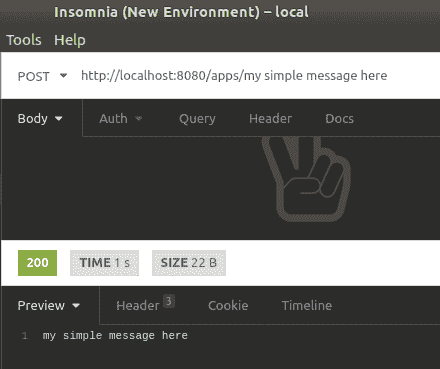 Insomnia (New Environment) – local
Tools Help
POST http://localhost:8080/apps/my simple message here
Body Auth Query Header Docs
200 TIME 1 s SIZE 22 B
Preview Header 3 Cookie Timeline
1 my simple message here